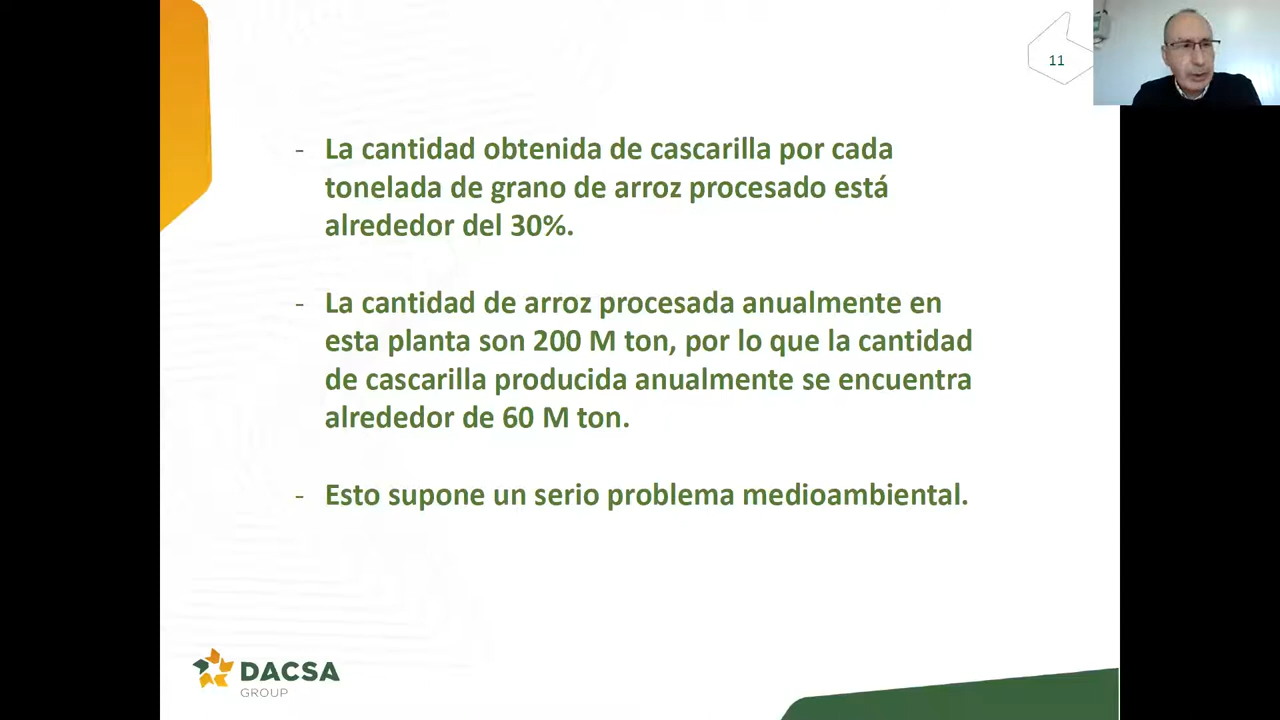 11
- La cantidad obtenida de cascarilla por cada
tonelada de grano de arroz procesado está
alrededor del 30%.
- La cantidad de arroz procesada anualmente en
esta planta son 200 M ton, por lo que la cantidad
de cascarilla producida anualmente se encuentra
alrededor de 60 M ton.
- Esto supone un serio problema medioambiental.
DACSA
GROUP